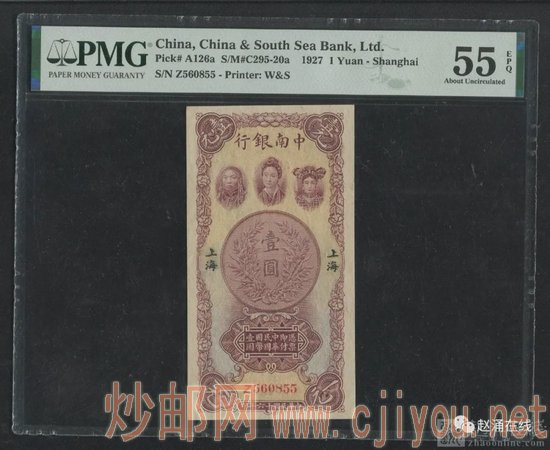 PMG
PAPER MONEY GUARANTY
China, China & South Sea Bank, Ltd.
Pick# A126a S/M#C295-20a 1927 1 Yuan - Shanghai
S/N Z560855 - Printer: W&S
55
EPQ
About Uncirculated
行銀南中
壹
圓
上海
上海
Z560855
炒邮网 www.cjiyou.net
赵涌在线
zhaoonline.com